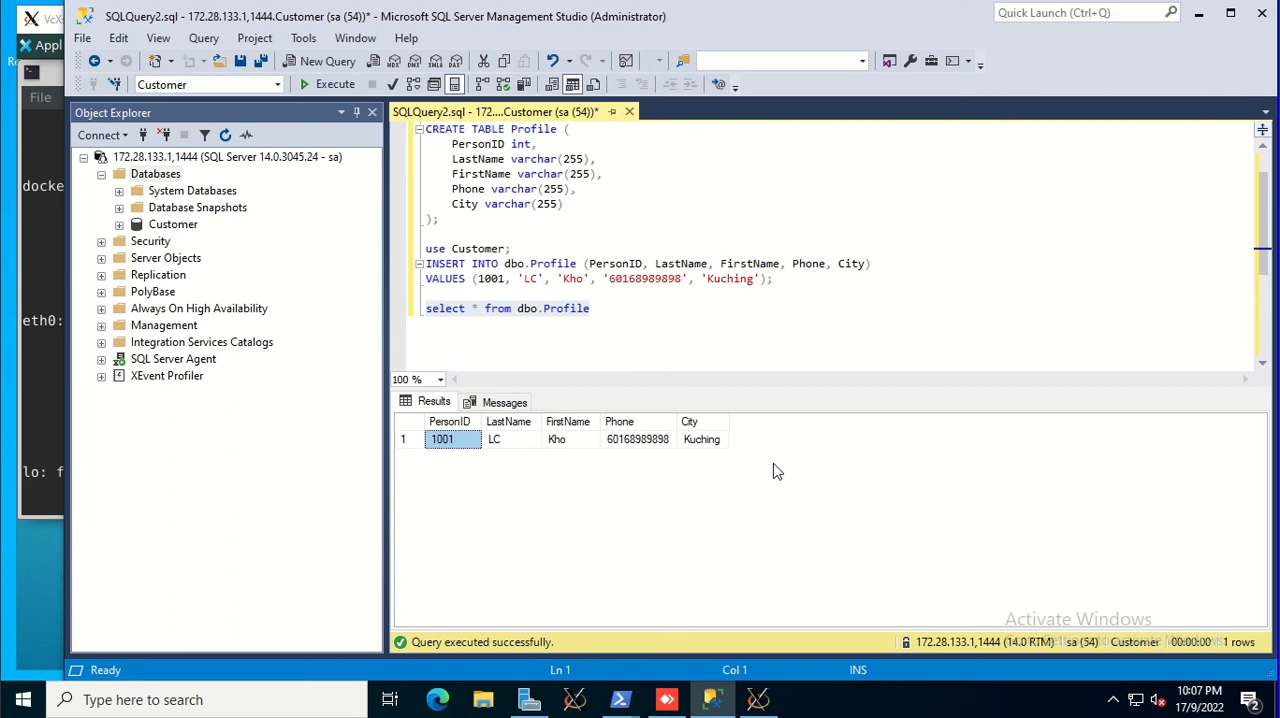 VcX
SQLQuery2.sql - 172.28.133.1,1444.Customer (sa (54))* - Microsoft SQL Server Management Studio (Administrator)
Quick Launch (Ctrl+Q)
Appl
File Edit View Query Project Tools Window Help
New Query
Customer
Execute
File
docke
eth0:
lo: f
Object Explorer
Connect
172.28.133.1,1444 (SQL Server 14.0.3045.24 - sa)
Databases
System Databases
Database Snapshots
Customer
Security
Server Objects
Replication
PolyBase
Always On High Availability
Management
Integration Services Catalogs
SQL Server Agent
XEvent Profiler
SQLQuery2.sql - 172....Customer (sa (54))*
CREATE TABLE Profile (
PersonID int,
LastName varchar(255),
FirstName varchar(255),
Phone varchar(255),
City varchar(255)
);
use Customer;
INSERT INTO dbo.Profile (PersonID, LastName, FirstName, Phone, City)
VALUES (1001, 'LC', 'Kho', '60168989898', 'Kuching');
select * from dbo.Profile
100 %
Results Messages
PersonID LastName FirstName Phone City
1 1001 LC Kho 60168989898 Kuching
Activate Windows
Query executed successfully.
172.28.133.1,1444 (14.0 RTM) sa (54) Customer 00:00:00 1 rows
Ready Ln 1 Col 1 INS
Type here to search
10:07 PM
17/9/2022
2